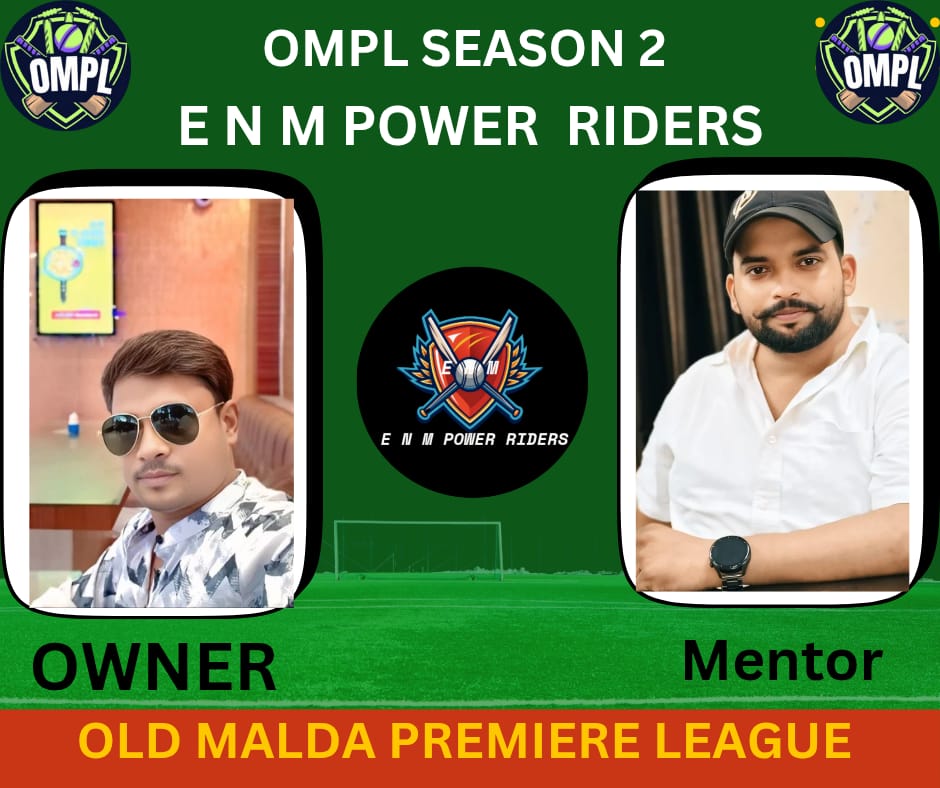 OMPL
OMPL SEASON 2
OMPL
E N M POWER RIDERS
E M
E N M POWER RIDERS
OWNER
Mentor
OLD MALDA PREMIERE LEAGUE